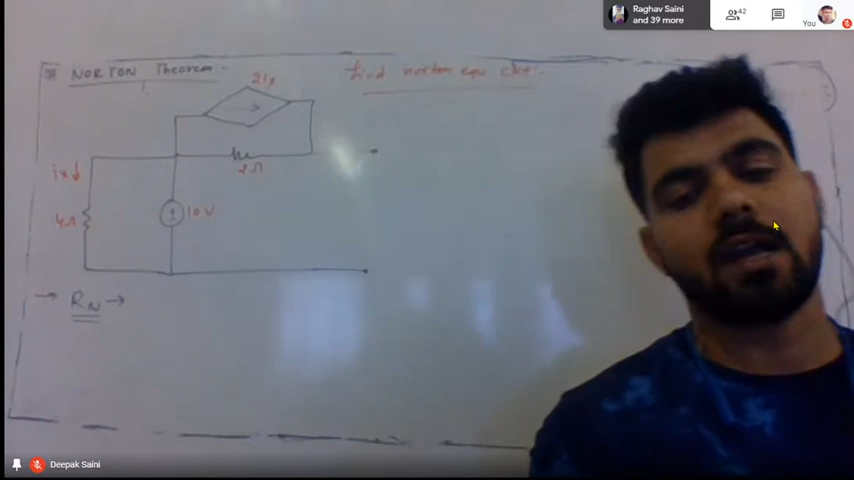 Raghav Saini
and 39 more
42
You
NORTON Theorem:-
find norton equ ckt:-
2ix
2Ω
ix↓
4Ω
10V
→ RN →
Deepak Saini